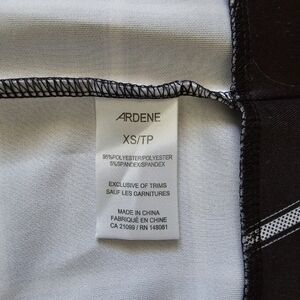 ARDENE
XS/TP
95%POLYESTER/POLYESTER
5%SPANDEX/SPANDEX
EXCLUSIVE OF TRIMS
SAUF LES GARNITURES
MADE IN CHINA
FABRIQUÉ EN CHINE
CA 21099 / RN 148061